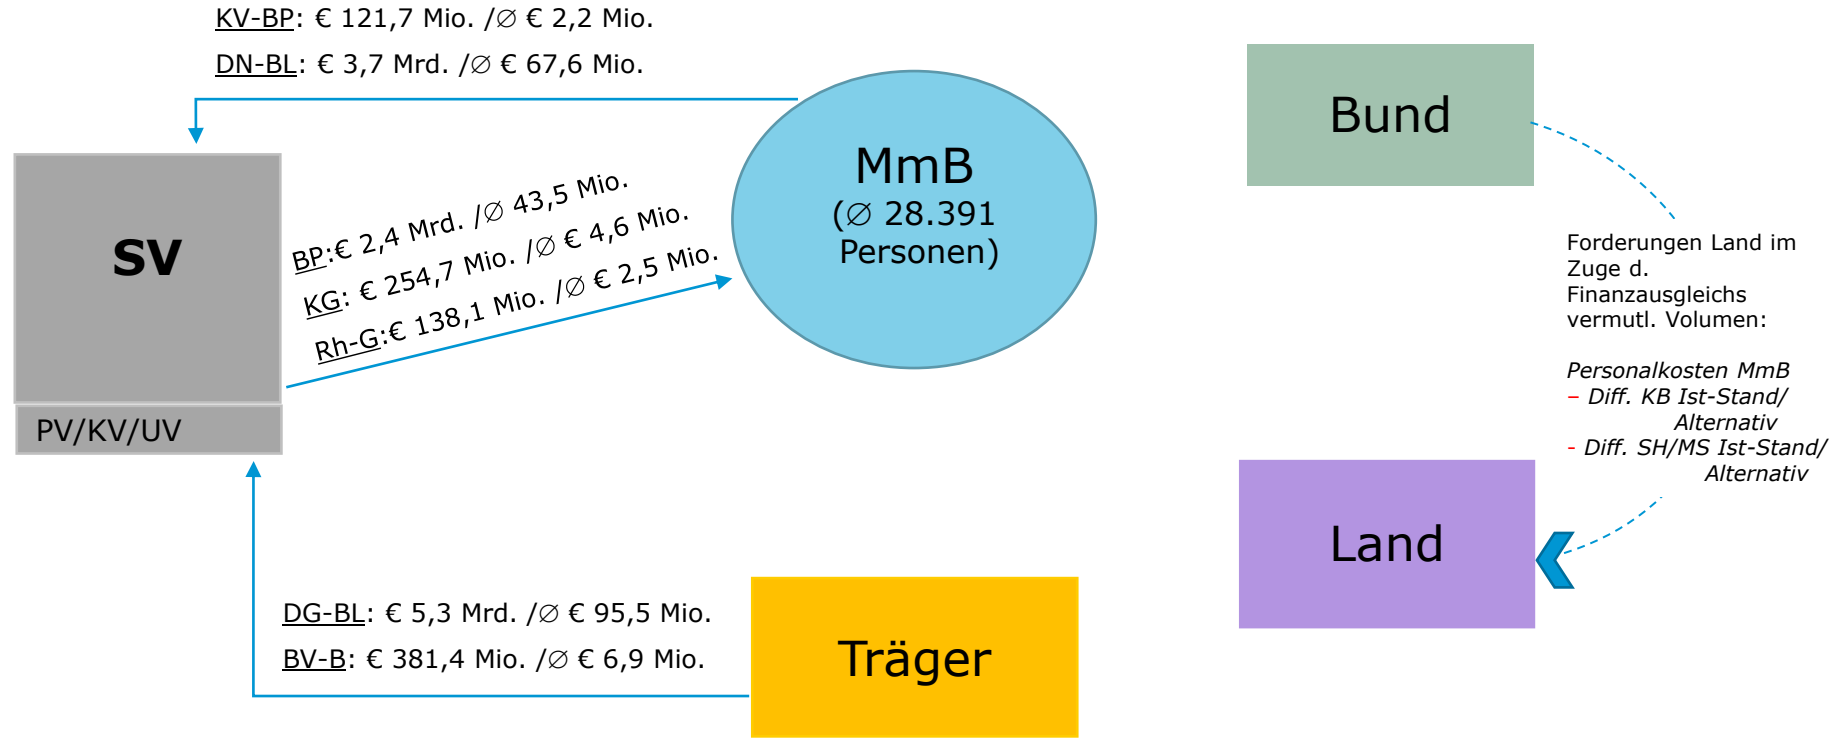 KV-BP: € 121,7 Mio. /∅ € 2,2 Mio.
DN-BL: € 3,7 Mrd. /∅ € 67,6 Mio.
SV
PV/KV/UV
BP:€ 2,4 Mrd. /∅ 43,5 Mio.
KG: € 254,7 Mio. /∅ € 4,6 Mio.
Rh-G:€ 138,1 Mio. /∅ € 2,5 Mio.
MmB
(∅ 28.391
Personen)
DG-BL: € 5,3 Mrd. /∅ € 95,5 Mio.
BV-B: € 381,4 Mio. /∅ € 6,9 Mio.
Träger
Bund
Forderungen Land im
Zuge d.
Finanzausgleichs
vermutl. Volumen:
Personalkosten MmB
– Diff. KB Ist-Stand/
Alternativ
- Diff. SH/MS Ist-Stand/
Alternativ
Land